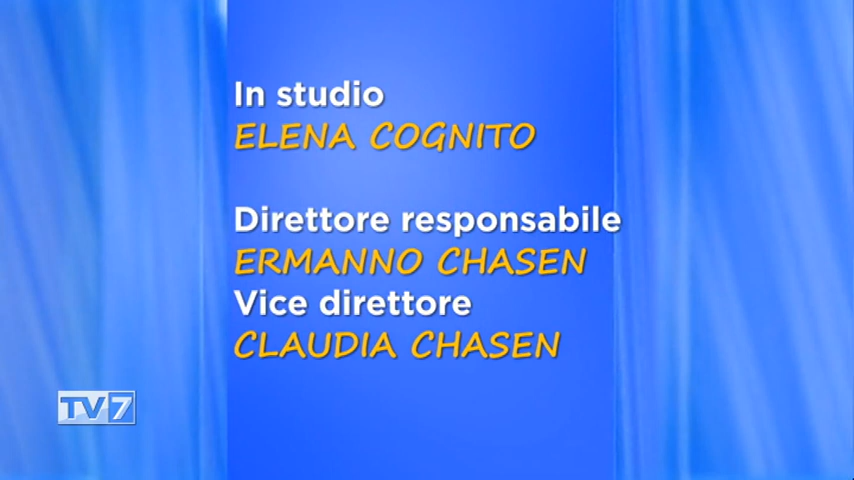 In studio
ELENA COGNITO
Direttore responsabile
ERMANNO CHASEN
Vice direttore
CLAUDIA CHASEN
TV7